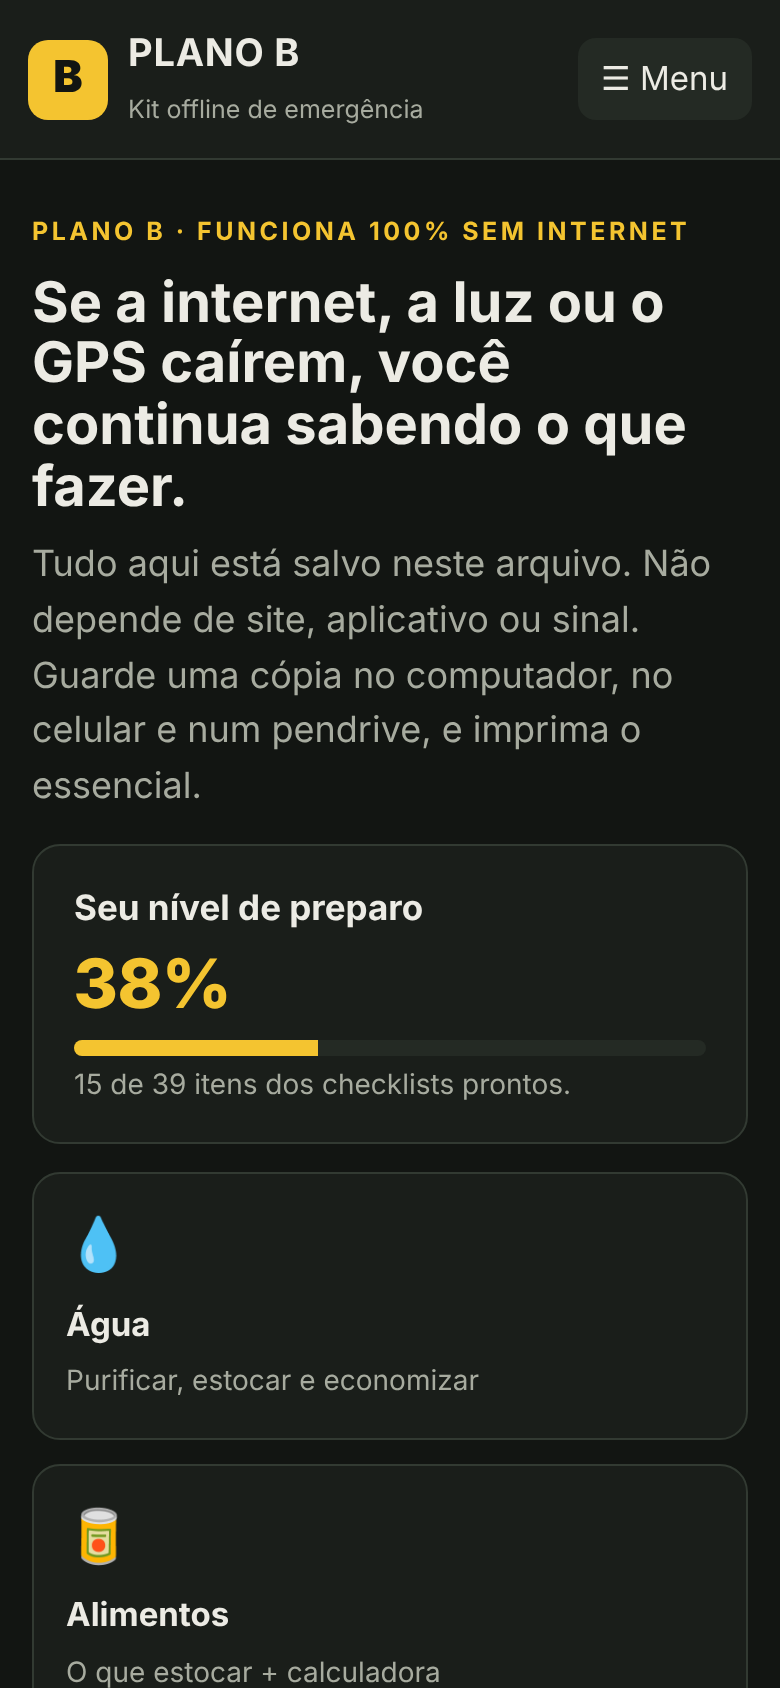 B
PLANO B
Kit offline de emergência
☰ Menu
PLANO B · FUNCIONA 100% SEM INTERNET
Se a internet, a luz ou o
GPS caírem, você
continua sabendo o que
fazer.
Tudo aqui está salvo neste arquivo. Não
depende de site, aplicativo ou sinal.
Guarde uma cópia no computador, no
celular e num pendrive, e imprima o
essencial.
Seu nível de preparo
38%
15 de 39 itens dos checklists prontos.
Água
Purificar, estocar e economizar
Alimentos
O que estocar + calculadora